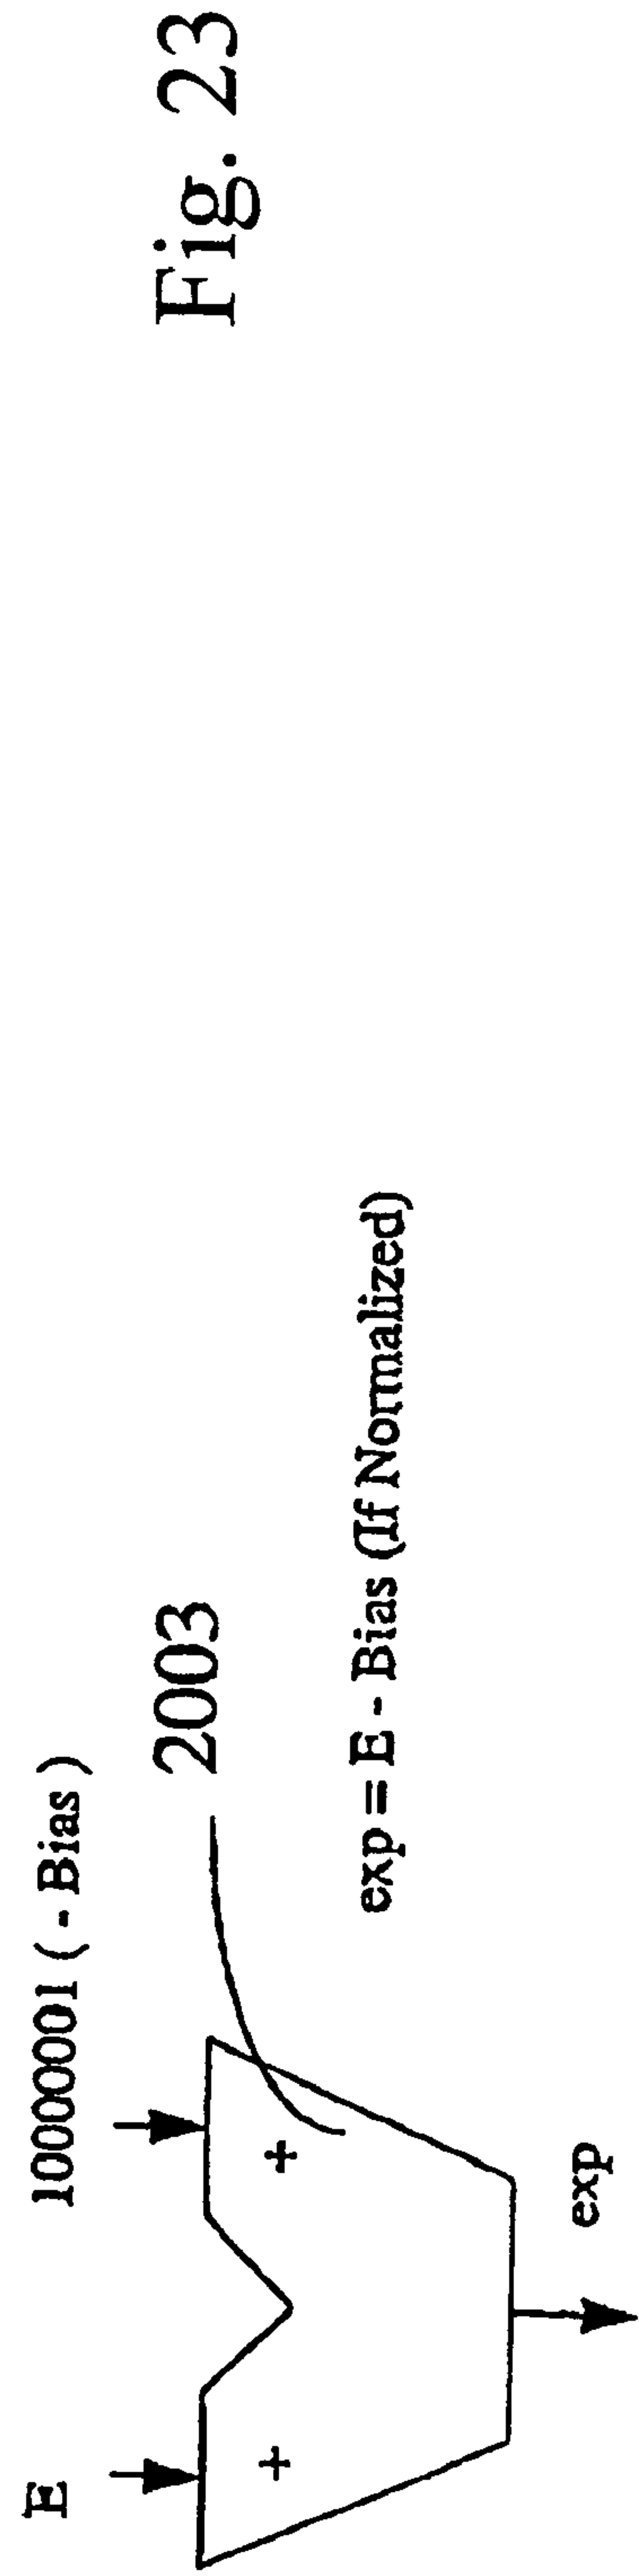 E
10000001 ( - Bias )
2003
Fig. 23
+
+
exp = E - Bias (If Normalized)
exp